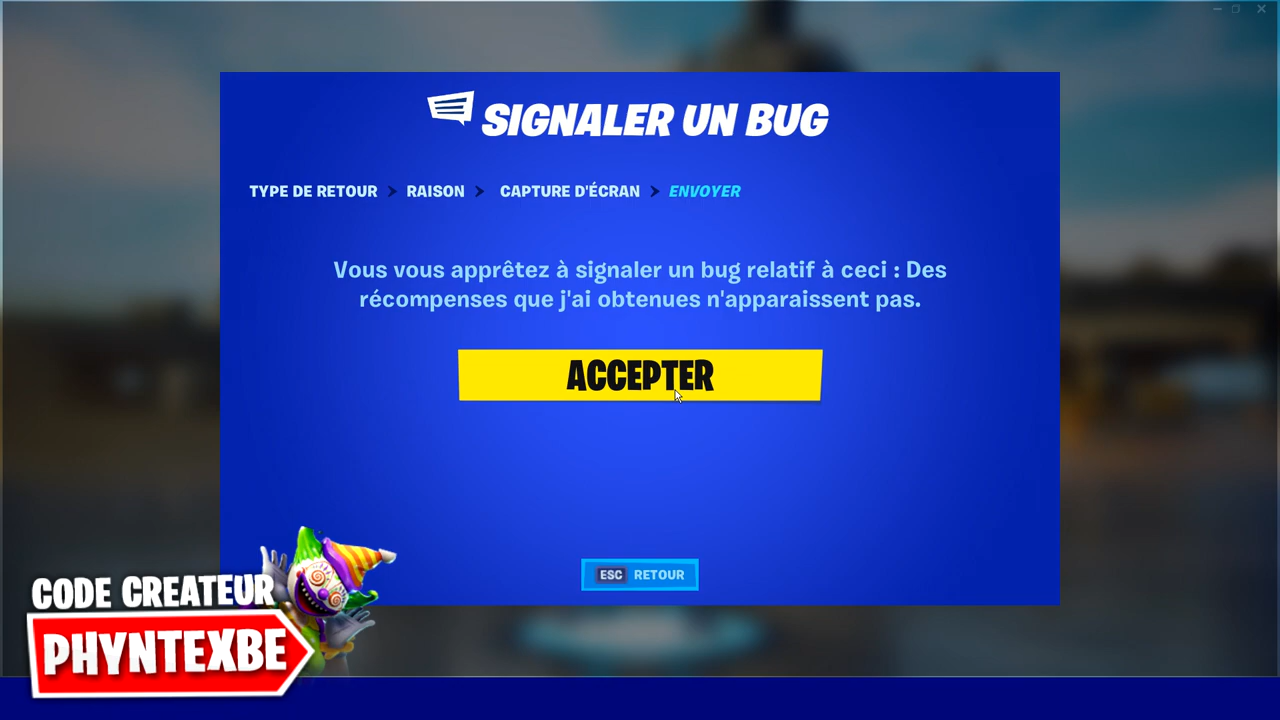 SIGNALER UN BUG
TYPE DE RETOUR > RAISON > CAPTURE D'ÉCRAN > ENVOYER
Vous vous apprêtez à signaler un bug relatif à ceci : Des
récompenses que j'ai obtenues n'apparaissent pas.
ACCEPTER
ESC RETOUR
CODE CREATEUR
PHYNTEXBE